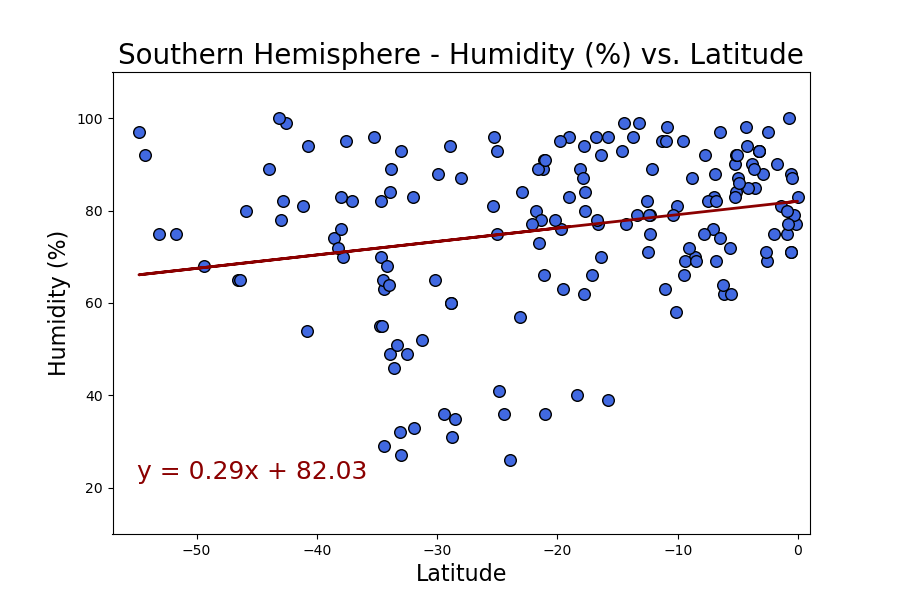 Southern Hemisphere - Humidity (%) vs. Latitude
Humidity (%)
100
80
60
40
20
y = 0.29x + 82.03
−50
−40
−30
−20
−10
0
Latitude